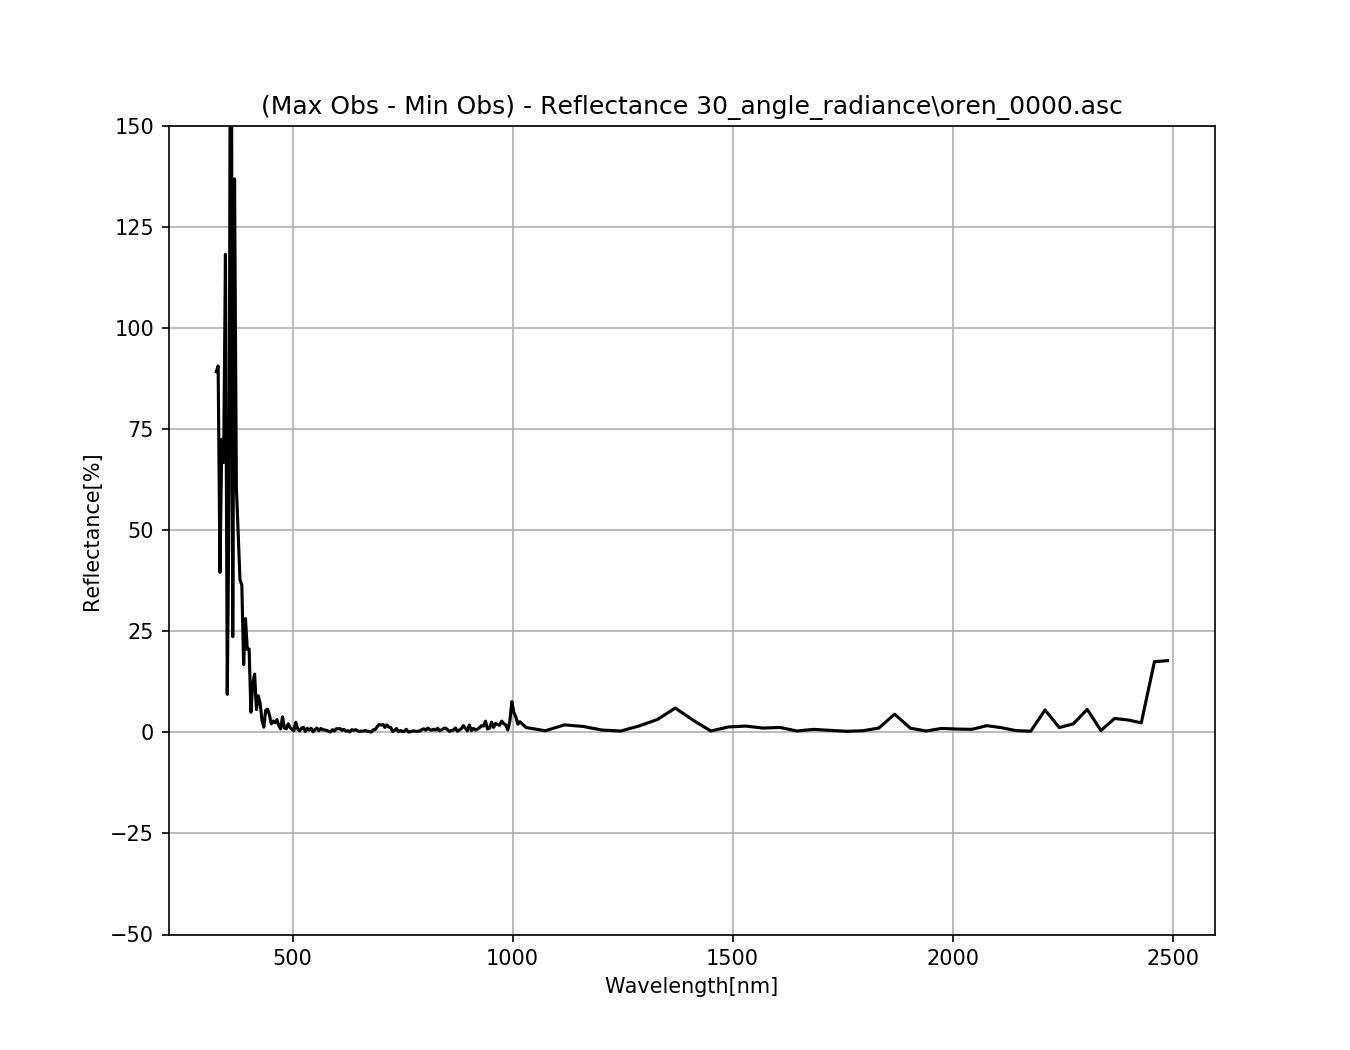 (Max Obs - Min Obs) - Reflectance 30_angle_radiance\oren_0000.asc
150
125
100
75
50
25
0
−25
−50
Reflectance[%]
500 1000 1500 2000 2500
Wavelength[nm]